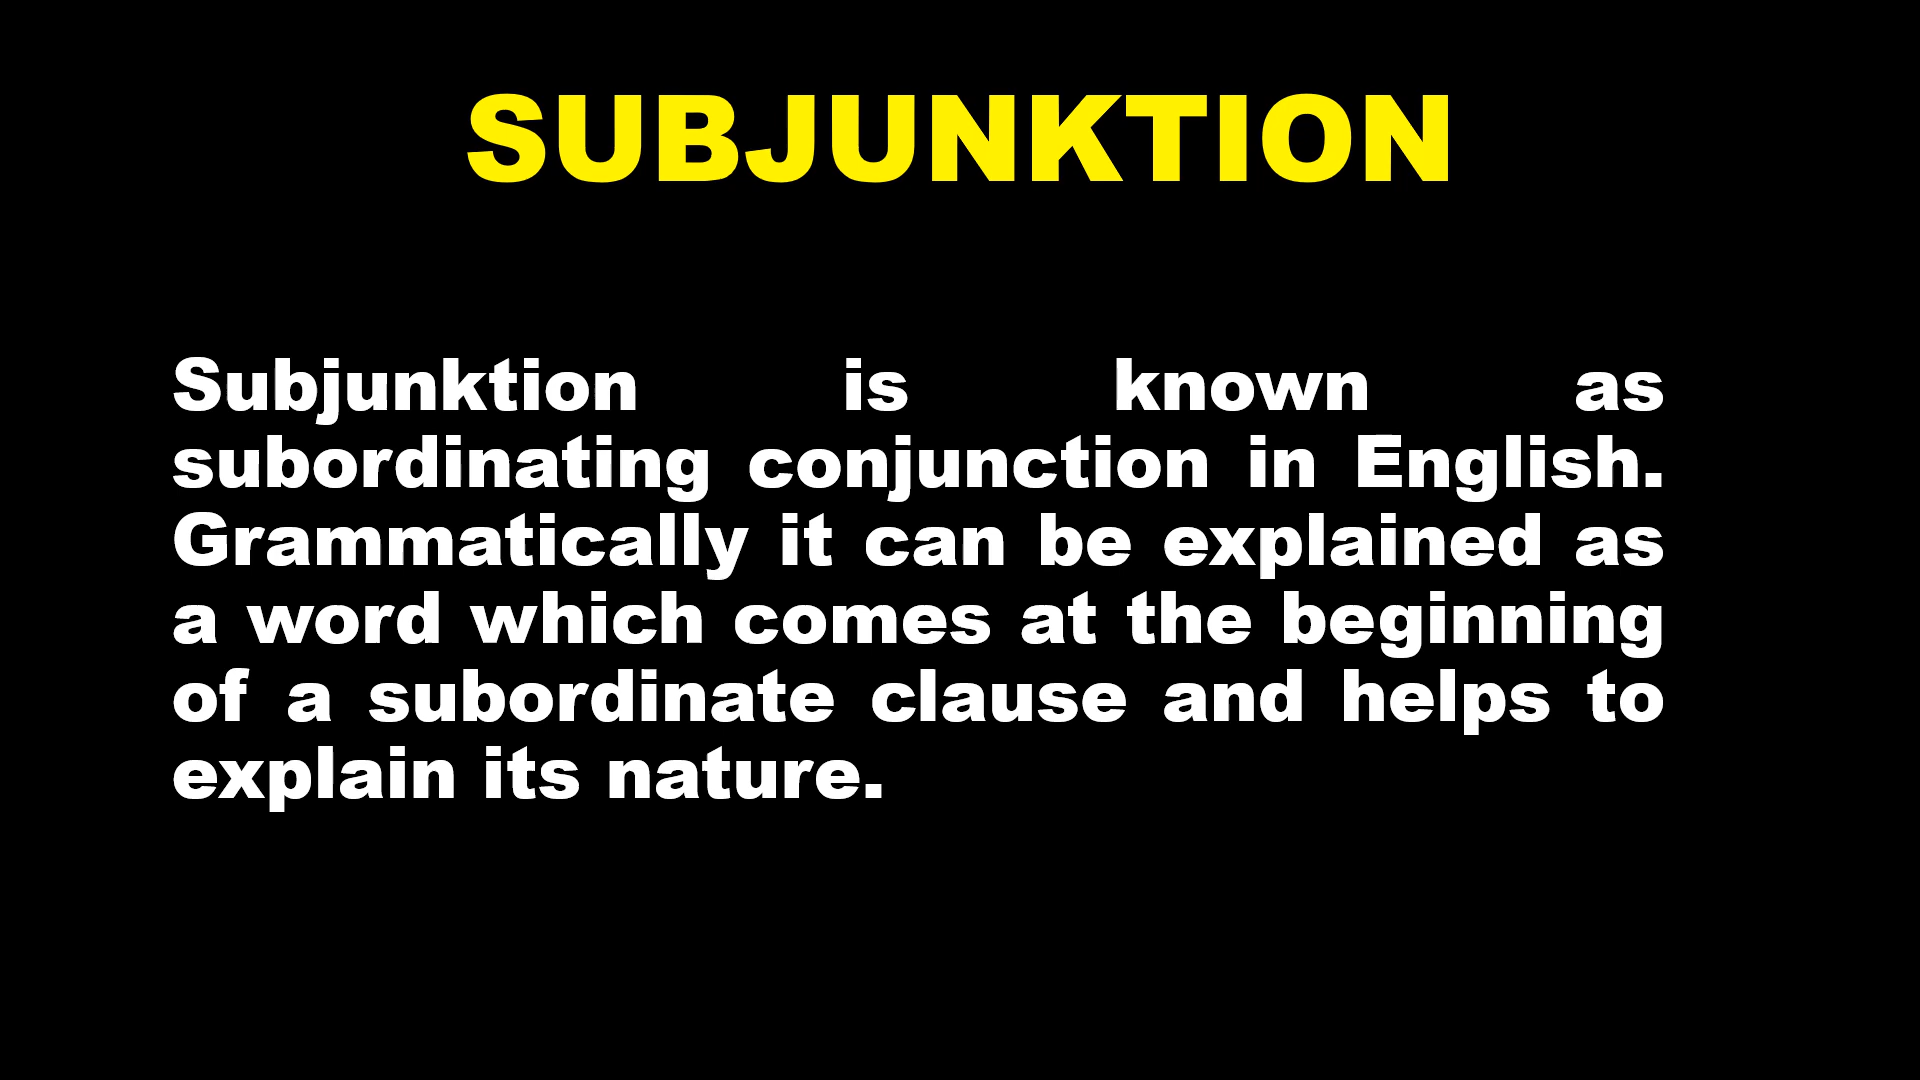 SUBJUNKTION
Subjunktion is known as
subordinating conjunction in English.
Grammatically it can be explained as
a word which comes at the beginning
of a subordinate clause and helps to
explain its nature.